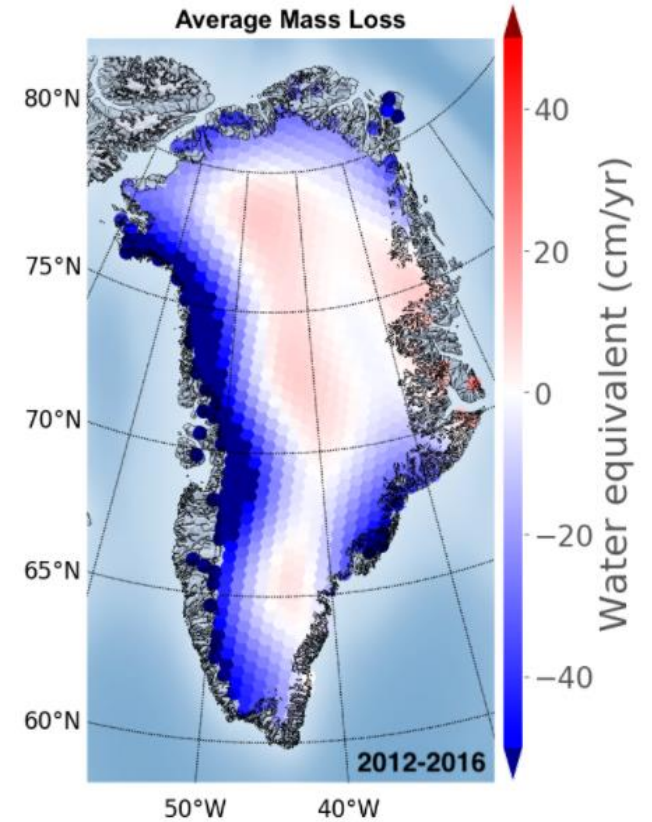 Average Mass Loss
80°N
75°N
70°N
65°N
60°N
50°W
40°W
2012-2016
40
20
0
−20
−40
Water equivalent (cm/yr)